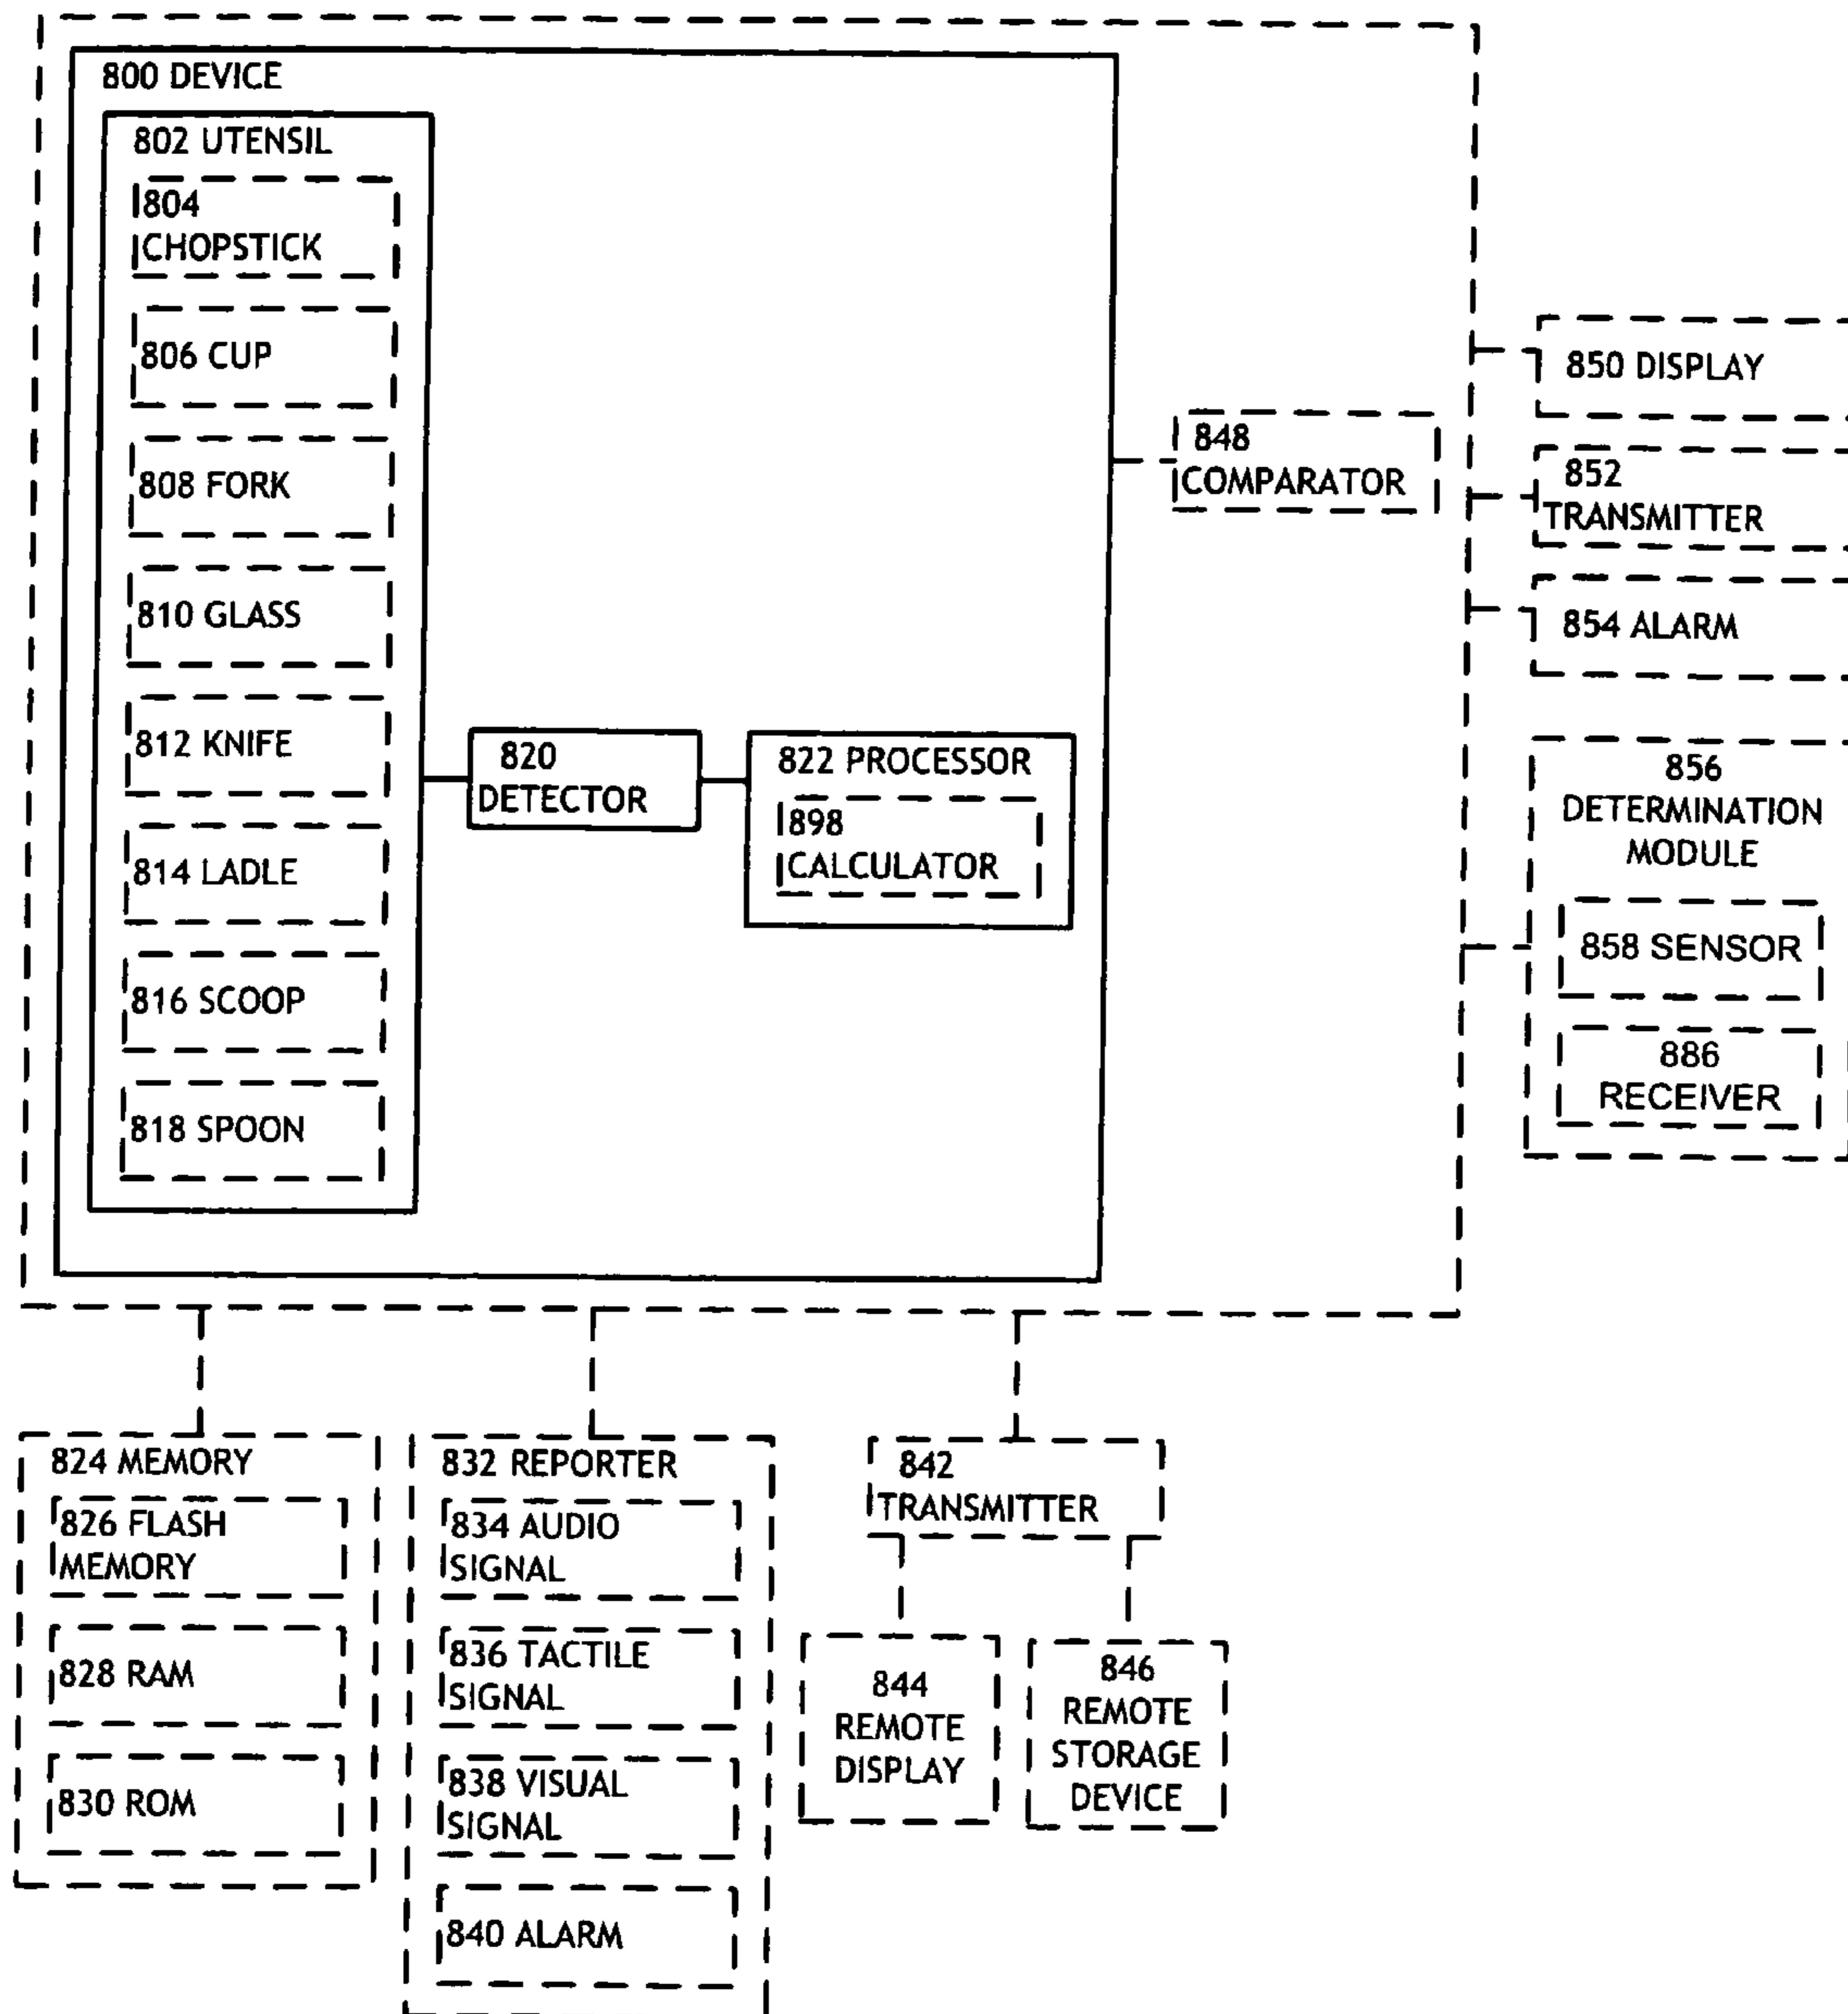 800 DEVICE
802 UTENSIL
804
CHOPSTICK
806 CUP
808 FORK
810 GLASS
812 KNIFE
814 LADLE
816 SCOOP
818 SPOON
820
DETECTOR
822 PROCESSOR
898
CALCULATOR
848
COMPARATOR
850 DISPLAY
852
TRANSMITTER
854 ALARM
856
DETERMINATION
MODULE
858 SENSOR
886
RECEIVER
824 MEMORY
826 FLASH
MEMORY
828 RAM
830 ROM
832 REPORTER
834 AUDIO
SIGNAL
836 TACTILE
SIGNAL
838 VISUAL
SIGNAL
840 ALARM
842
TRANSMITTER
844
REMOTE
DISPLAY
846
REMOTE
STORAGE
DEVICE